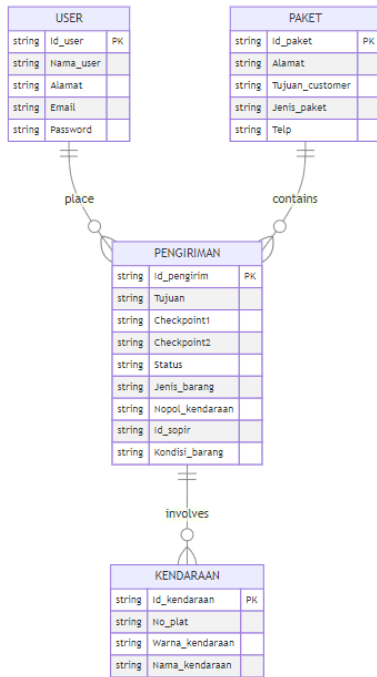 USER
string Id_user PK
string Nama_user
string Alamat
string Email
string Password
PAKET
string Id_paket PK
string Alamat
string Tujuan_customer
string Jenis_paket
string Telp
place
contains
PENGIRIMAN
string Id_pengirim PK
string Tujuan
string Checkpoint1
string Checkpoint2
string Status
string Jenis_barang
string Nopol_kendaraan
string Id_sopir
string Kondisi_barang
involves
KENDARAAN
string Id_kendaraan PK
string No_plat
string Warna_kendaraan
string Nama_kendaraan